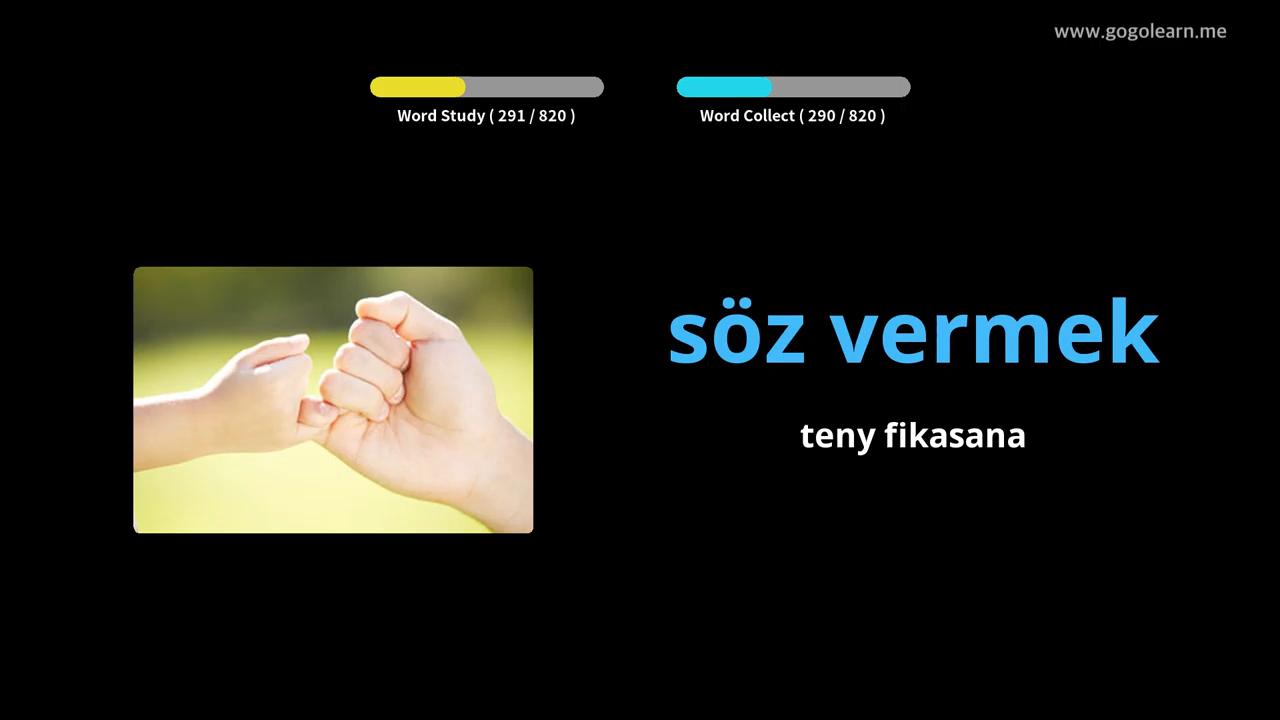 www.gogolearn.me
Word Study ( 291 / 820 )
Word Collect ( 290 / 820 )
söz vermek
teny fikasana